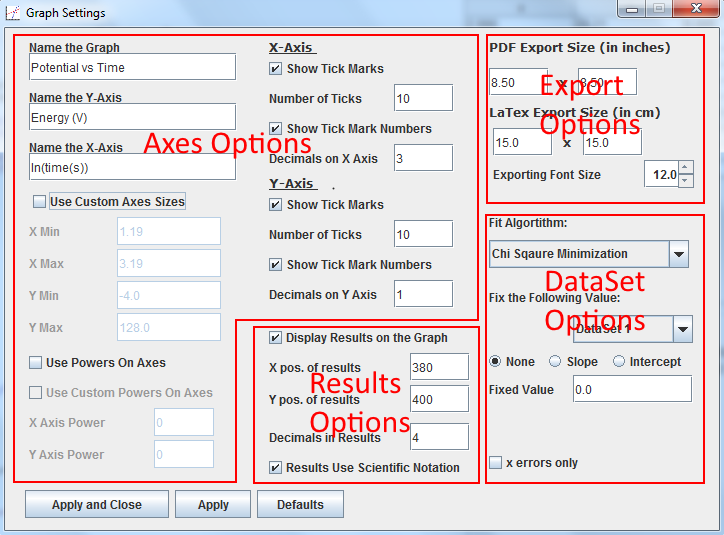 Graph Settings
Name the Graph
Potential vs Time
Name the Y-Axis
Energy (V)
Name the X-Axis
ln(time(s))
Use Custom Axes Sizes
X Min 1.19
X Max 3.19
Y Min -4.0
Y Max 128.0
Use Powers On Axes
Use Custom Powers On Axes
X Axis Power 0
Y Axis Power 0
Axes Options
X-Axis
Show Tick Marks
Number of Ticks 10
Show Tick Mark Numbers
Decimals on X Axis 3
Y-Axis .
Show Tick Marks
Number of Ticks 10
Show Tick Mark Numbers
Decimals on Y Axis 1
Display Results on the Graph
X pos. of results 380
Y pos. of results 400
Decimals in Results 4
Results Use Scientific Notation
Results
Options
PDF Export Size (in inches)
8.50 x 8.50
LaTex Export Size (in cm)
15.0 x 15.0
Exporting Font Size 12.0
Export
Options
Fit Algortithm:
Chi Sqaure Minimization
Fix the Following Value:
DataSet 1
None Slope Intercept
Fixed Value 0.0
x errors only
DataSet
Options
Apply and Close Apply Defaults